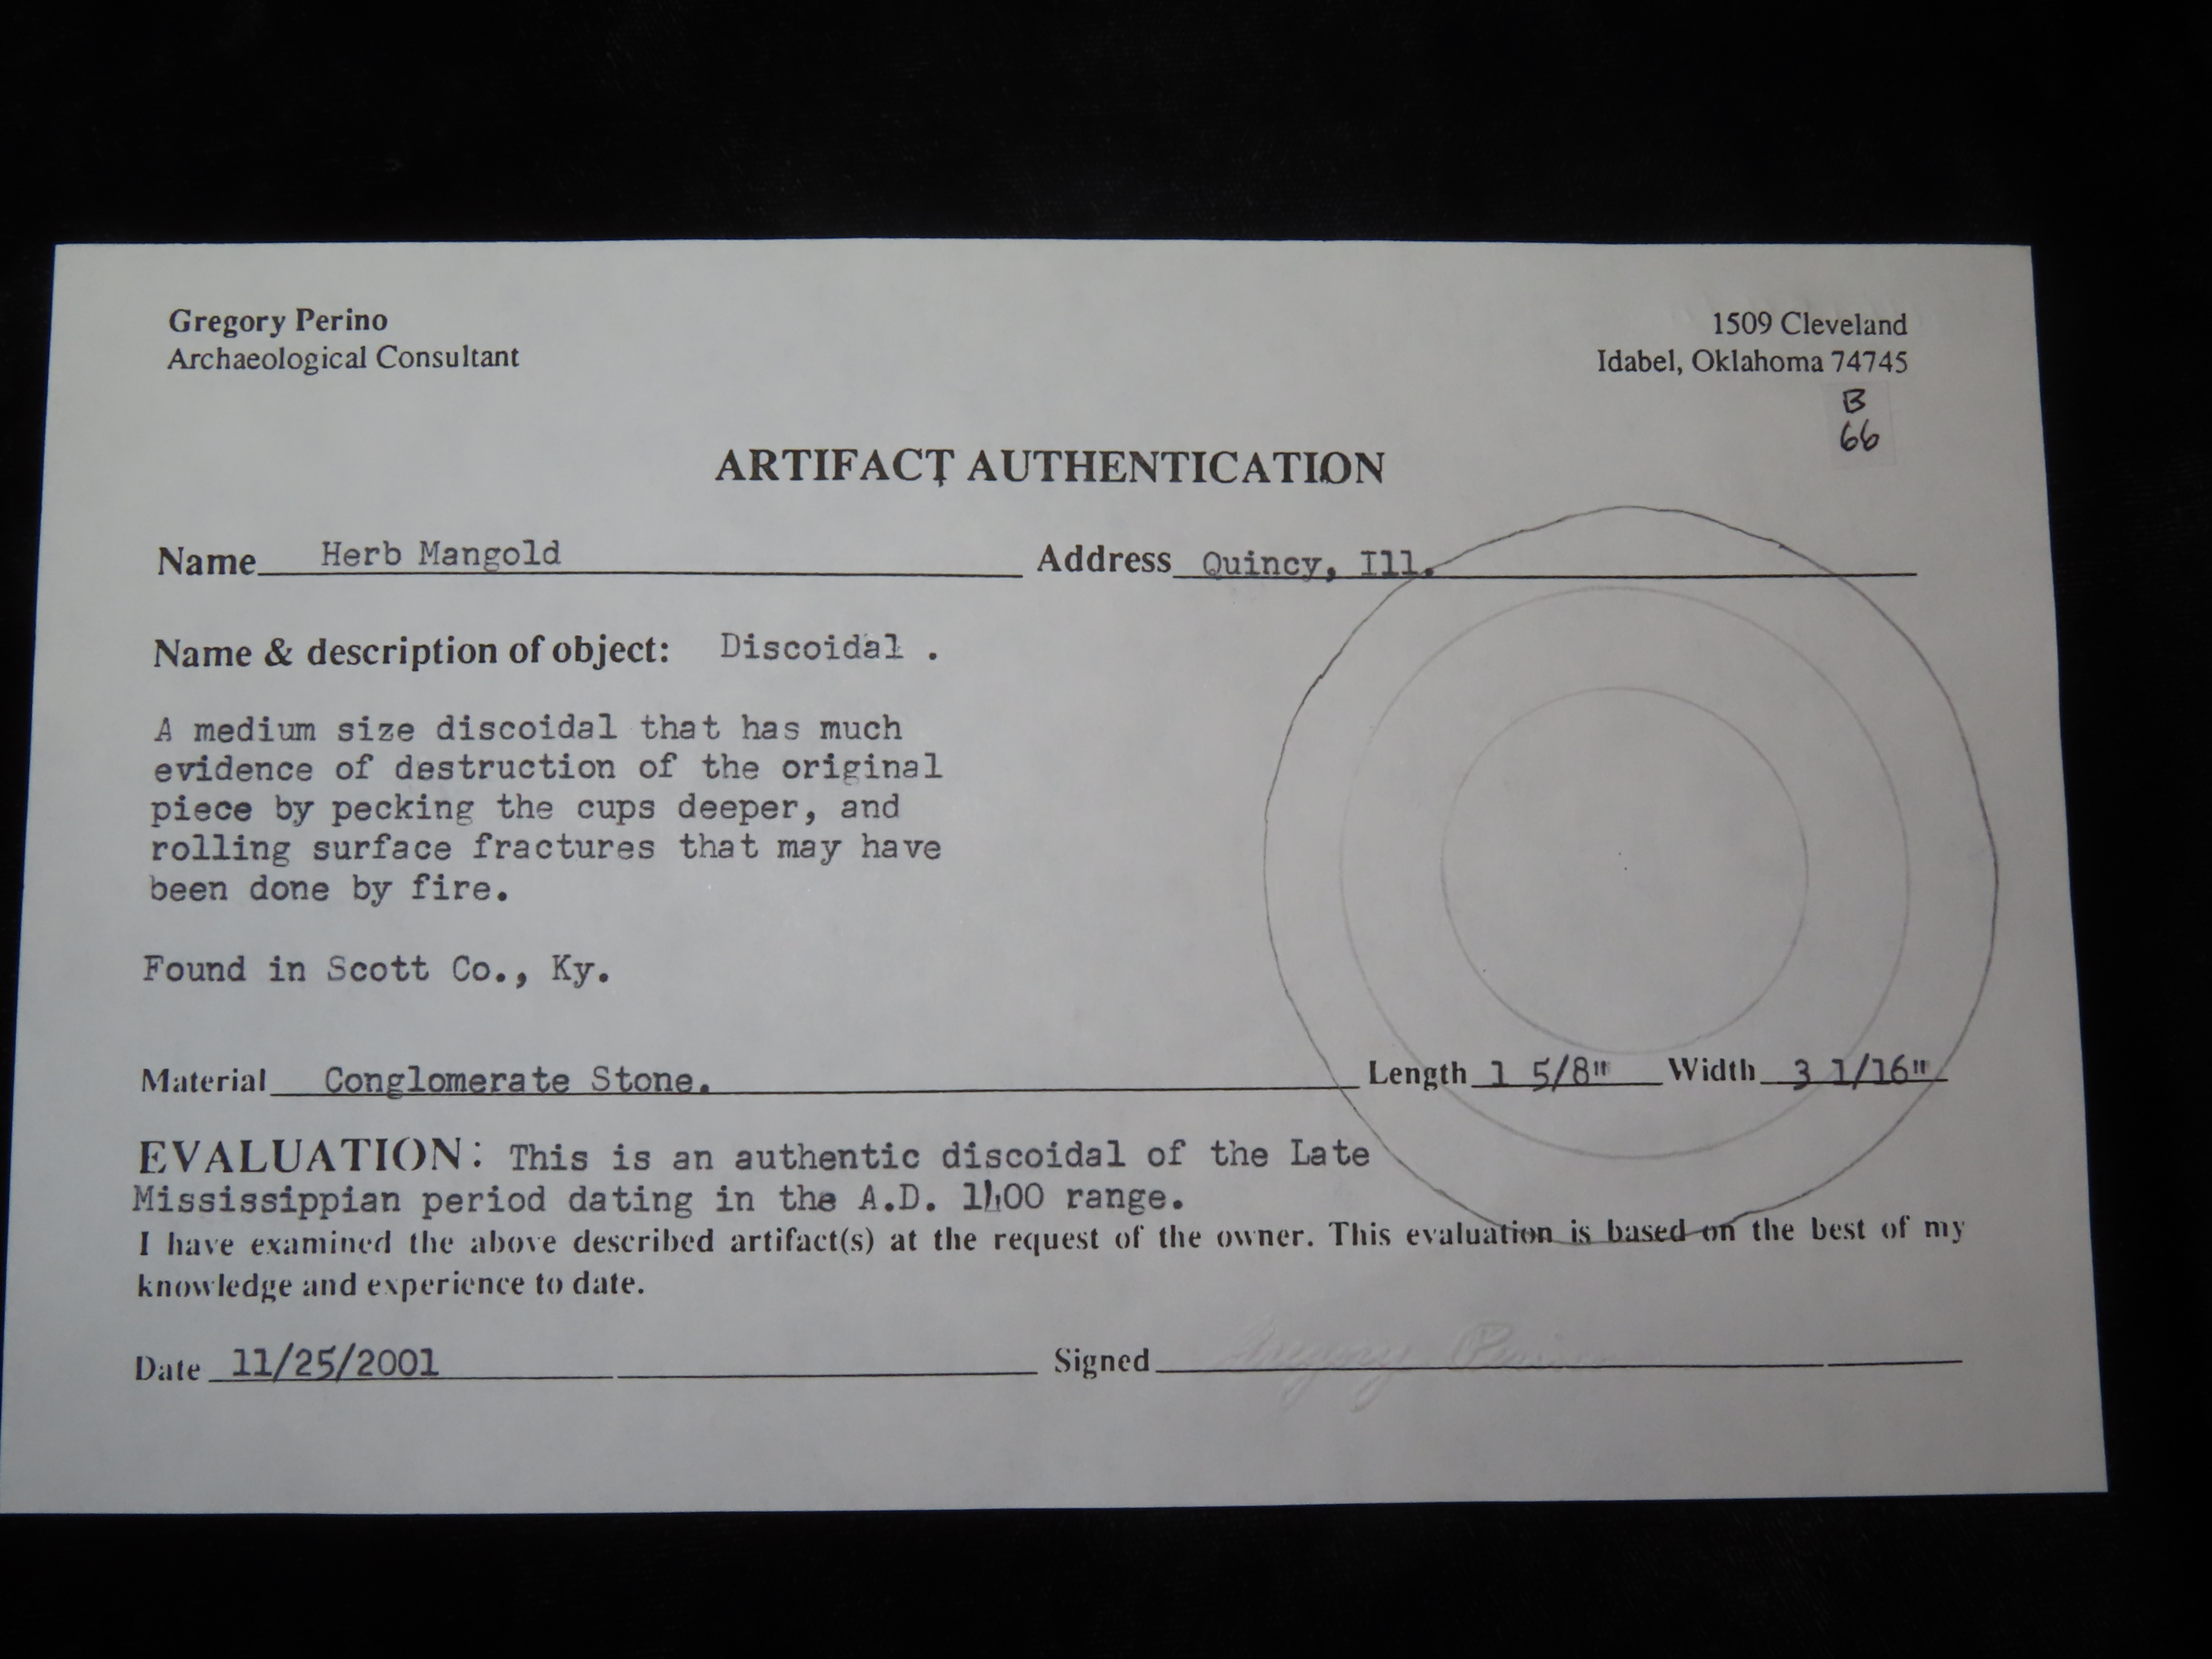 Gregory Perino
Archaeological Consultant
1509 Cleveland
Idabel, Oklahoma 74745
B
66
ARTIFACT AUTHENTICATION
Name Herb Mangold Address Quincy, Ill.
Name & description of object: Discoidal .
A medium size discoidal that has much
evidence of destruction of the original
piece by pecking the cups deeper, and
rolling surface fractures that may have
been done by fire.
Found in Scott Co., Ky.
Material Conglomerate Stone. Length 1 5/8" Width 3 1/16"
EVALUATION: This is an authentic discoidal of the Late
Mississippian period dating in the A.D. range.
I have examined the above described artifact(s) at the request of the owner. This evaluation is based on the best of my
knowledge and experience to date.
Date 11/25/2001 Signed Gregory Perino